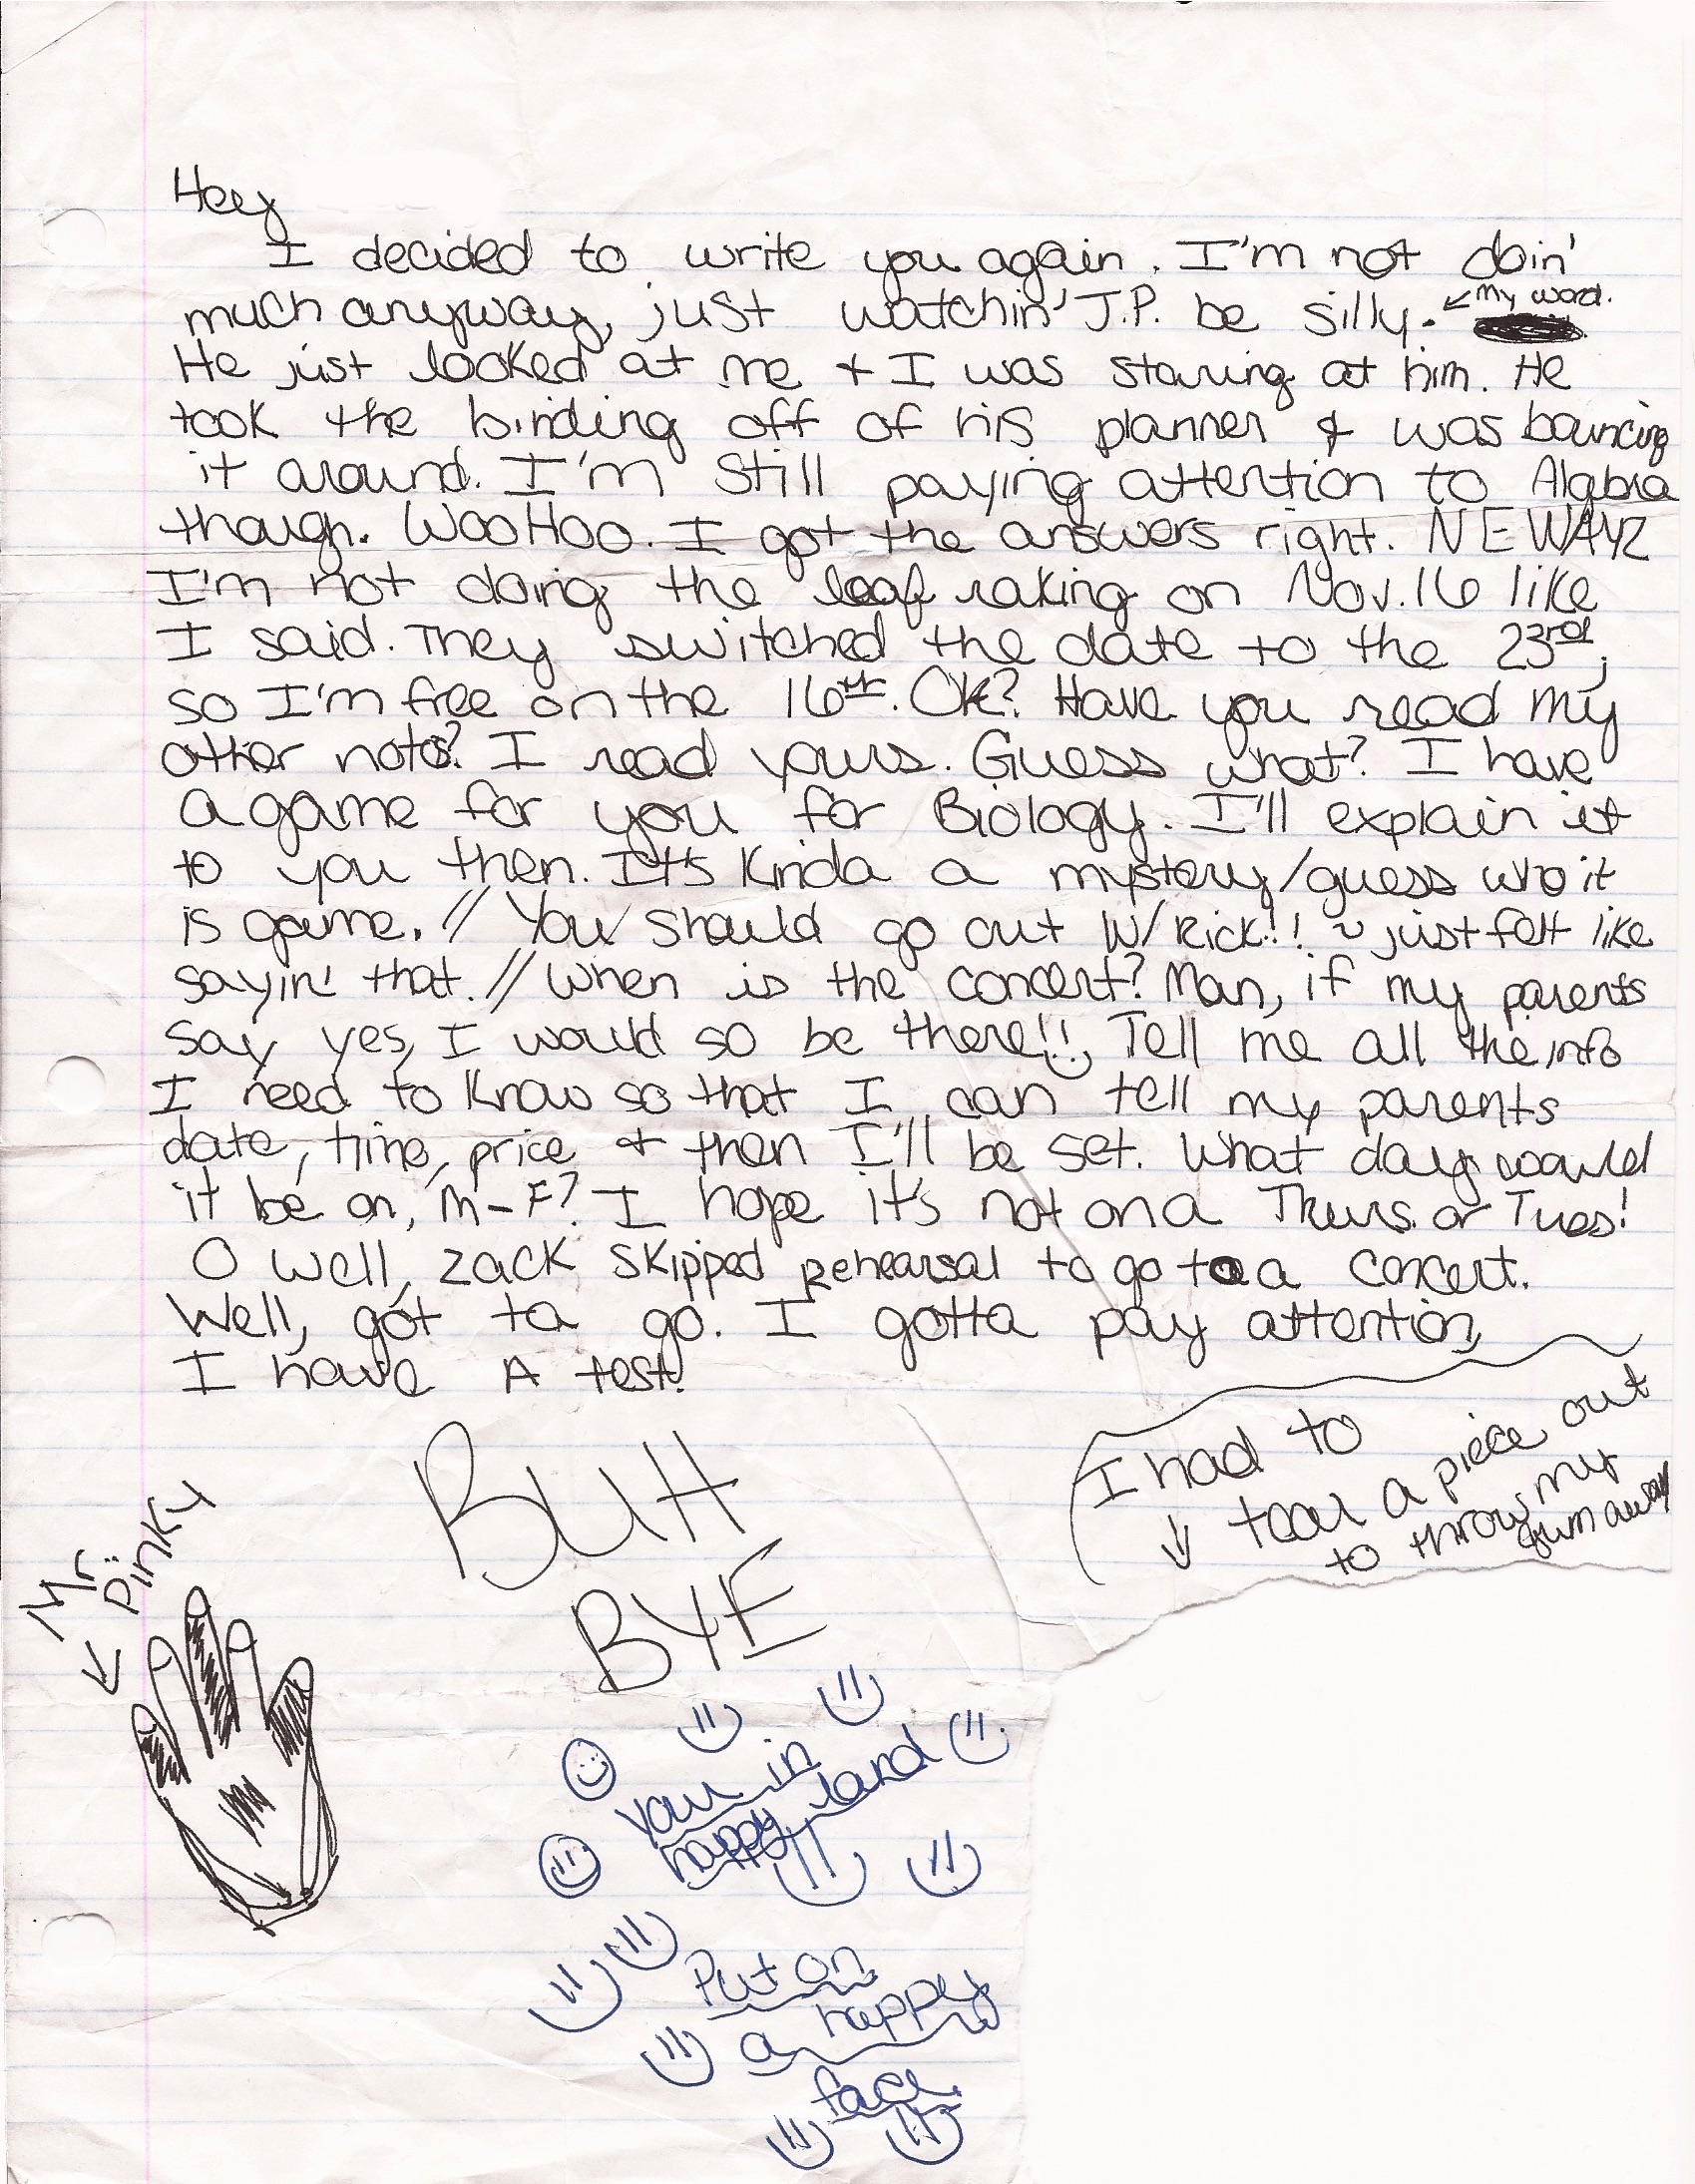 Hey
I decided to write you again. I'm not doin'
much anyway, just watchin' J.P. be silly. ← My word.
He just looked at me + I was staring at him. He
took the binding off of his planner & was bouncing
it around. I'm still paying attention to Algbra
though. WooHoo. I got the answers right. NEWAYZ
I'm not doing the leaf raking on Nov. 16 like
I said. They switched the date to the 23rd,
so I'm free on the 16th. Ok? Have you read my
other note? I read yours. Guess what? I have
a game for you for Biology. I'll explain it
to you then. It's kinda a mystery/guess who it
is game. // You should go out w/ Rick!! ~ just felt like
sayin' that. // When is the concert? Man, if my parents
say yes, I would so be there!! Tell me all the info
I need to know so that I can tell my parents
date, time, price + then I'll be set. What day would
it be on, M-F? I hope it's not on a Thurs. or Tues!
O well, Zack skipped rehearsal to go to a concert.
Well, got ta go. I gotta pay attention,
I have A test!
BUH
BYE
I had to
↓ tear a piece out
to throw my
gum away
Mr.
Pinky
↓
you in
happy land
Put on
a happy
face